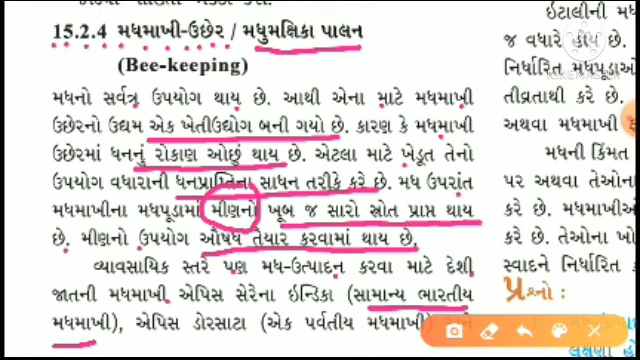 ઇટાલીની મધ
15.2.4 મધમાખી-ઉછેર / મધુમક્ષિકા પાલન
(Bee-keeping)
મધનો સર્વત્ર ઉપયોગ થાય છે. આથી એના માટે મધમાખી
ઉછેરનો ઉદ્યમ એક ખેતીઉદ્યોગ બની ગયો છે. કારણ કે મધમાખી
ઉછેરમાં ધનનું રોકાણ ઓછું થાય છે. એટલા માટે ખેડૂત તેનો
ઉપયોગ વધારાની ધનપ્રાપ્તિના સાધન તરીકે કરે છે. મધ ઉપરાંત
મધમાખીના મધપૂડામાં મીણનો ખૂબ જ સારો સ્રોત પ્રાપ્ત થાય
છે. મીણનો ઉપયોગ ઔષધ તૈયાર કરવામાં થાય છે.
વ્યાવસાયિક સ્તરે પણ મધ-ઉત્પાદન કરવા માટે દેશી
જાતની મધમાખી એપિસ સેરેના ઇન્ડિકા (સામાન્ય ભારતીય
મધમાખી), એપિસ ડોરસાટા (એક પર્વતીય મધમાખી)
જ વધારે હોય છે.
નિર્ધારિત મધપૂડાઓ
તીવ્રતાથી કરે છે.
અથવા મધમાખી
મધની કિંમત
પર અથવા તેઓના
કરે છે. મધમાખીઓ
કરે છે. તેઓના ખો
સ્વાદને નિર્ધારિત ક
પ્રશ્નો :
KINEMASTER